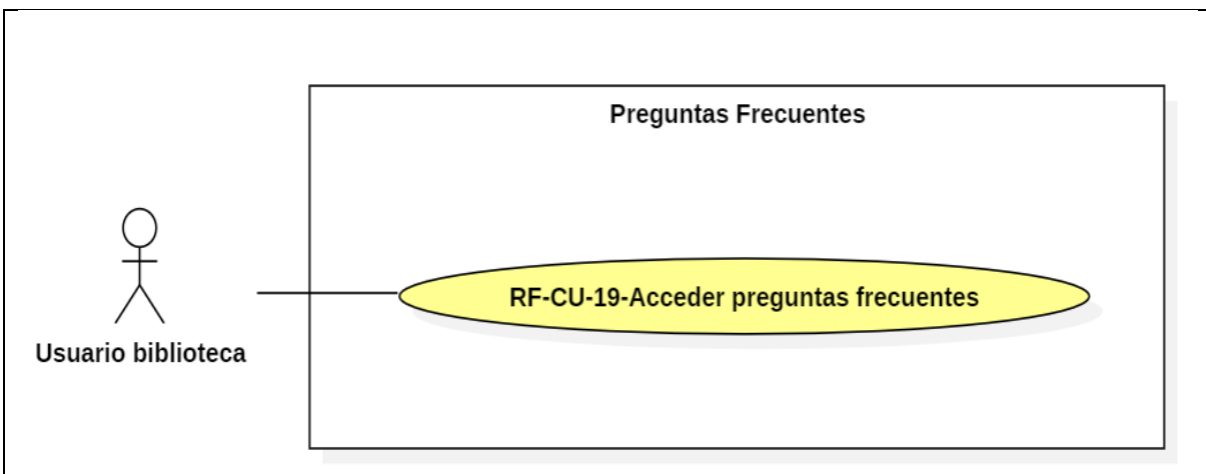 Preguntas Frecuentes
RF-CU-19-Acceder preguntas frecuentes
Usuario biblioteca